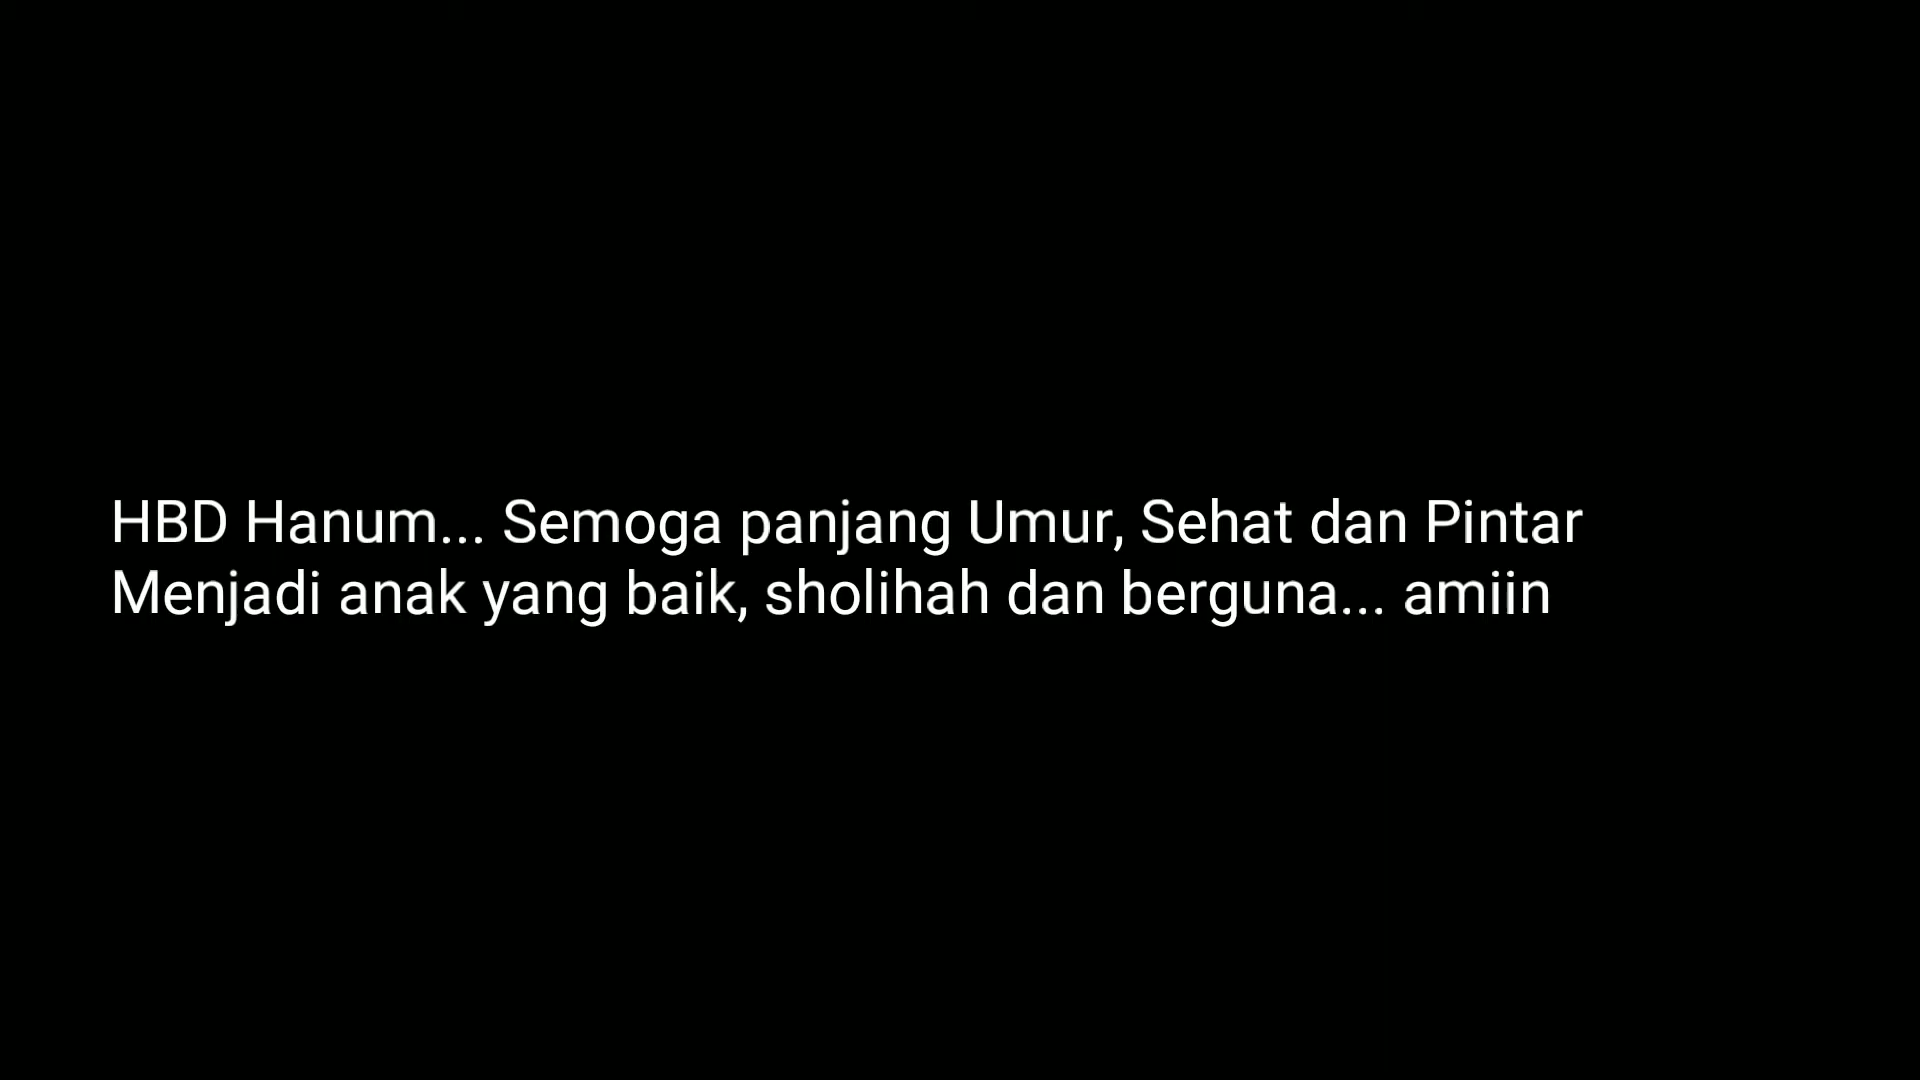 HBD Hanum... Semoga panjang Umur, Sehat dan Pintar
Menjadi anak yang baik, sholihah dan berguna... amiin